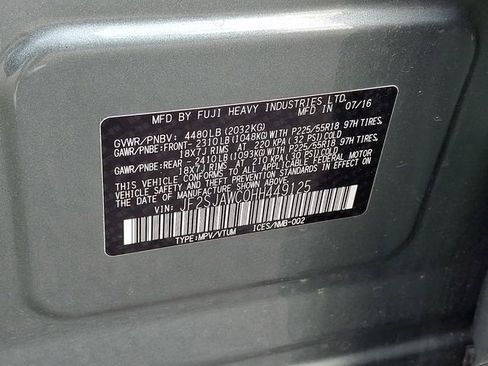 MFD BY FUJI HEAVY INDUSTRIES LTD. MFD IN 07/16
GVWR/PNBV: 4480LB(2032KG)
GAWR/PNBE:FRONT- 2310LB(1048KG)WITH P225/55R18 97H TIRES,
18X7J RIMS AT 220 KPA(32 PSI)COLD
GAWR/PNBE:REAR - 2410LB(1093KG)WITH P225/55R18 97H TIRES,
18X7J RIMS AT 210 KPA(30 PSI)COLD
THIS VEHICLE CONFORMS TO ALL APPLICABLE FEDERAL MOTOR
VEHICLE SAFETY AND THEFT PREVENTION STANDARDS IN EFFECT
ON THE DATE OF MANUFACTURE SHOWN ABOVE.
VIN: JF2SJAWC0HH449125
TYPE:MPV/VTUM ICES/NMB-002